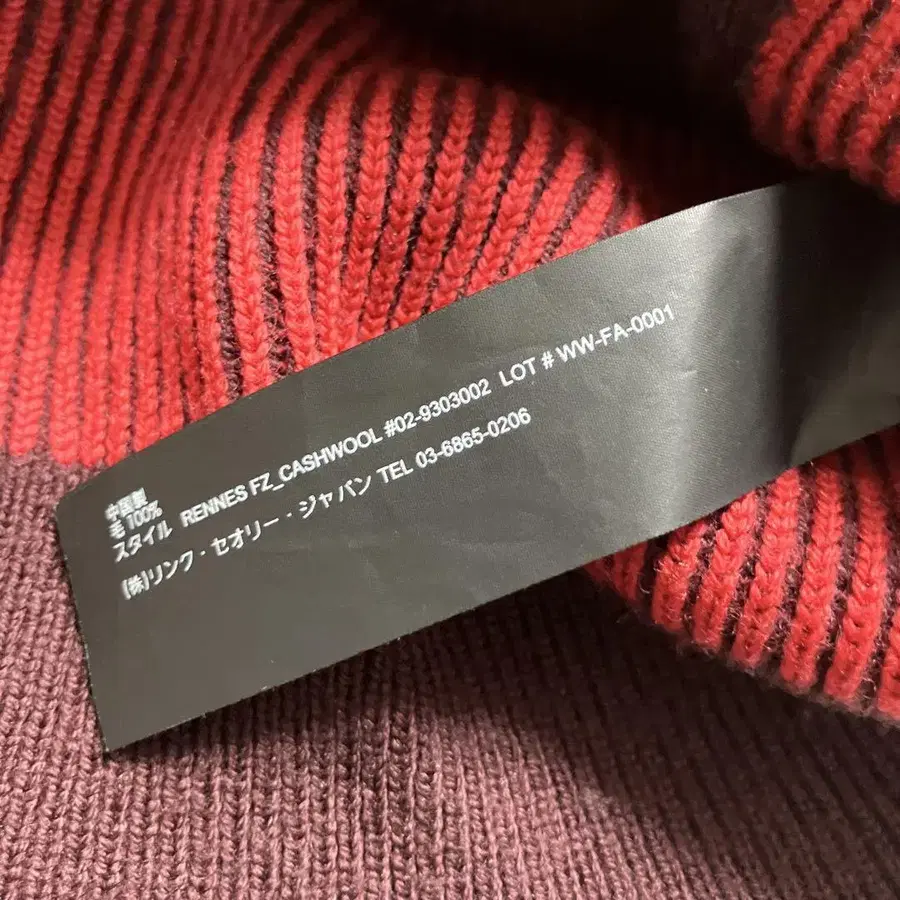 中国製
毛 100%
スタイル RENNES FZ_CASHWOOL #02-9303002 LOT # WW-FA-0001
(株)リンク・セオリー・ジャパン TEL 03-6865-0206